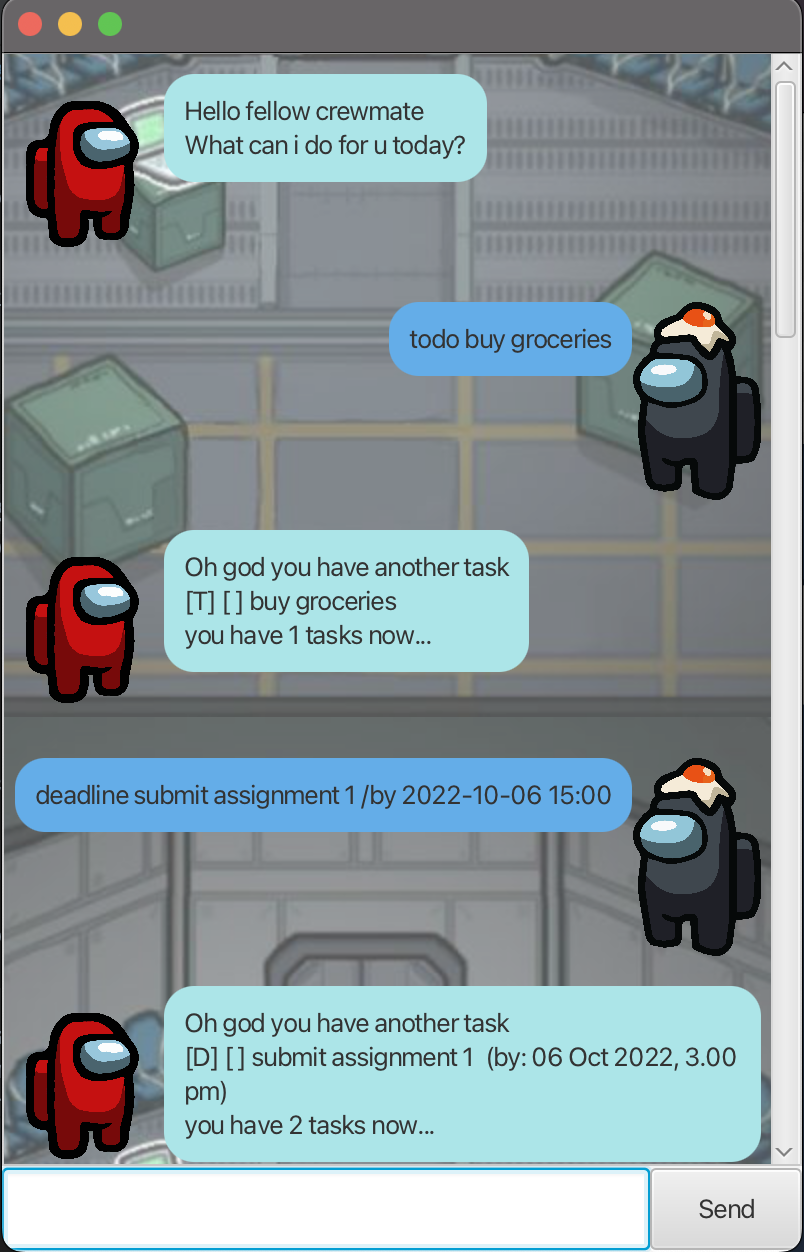 Hello fellow crewmate
What can i do for u today?
todo buy groceries
Oh god you have another task
[T] [ ] buy groceries
you have 1 tasks now...
deadline submit assignment 1 /by 2022-10-06 15:00
Oh god you have another task
[D] [ ] submit assignment 1  (by: 06 Oct 2022, 3.00
pm)
you have 2 tasks now...
Send